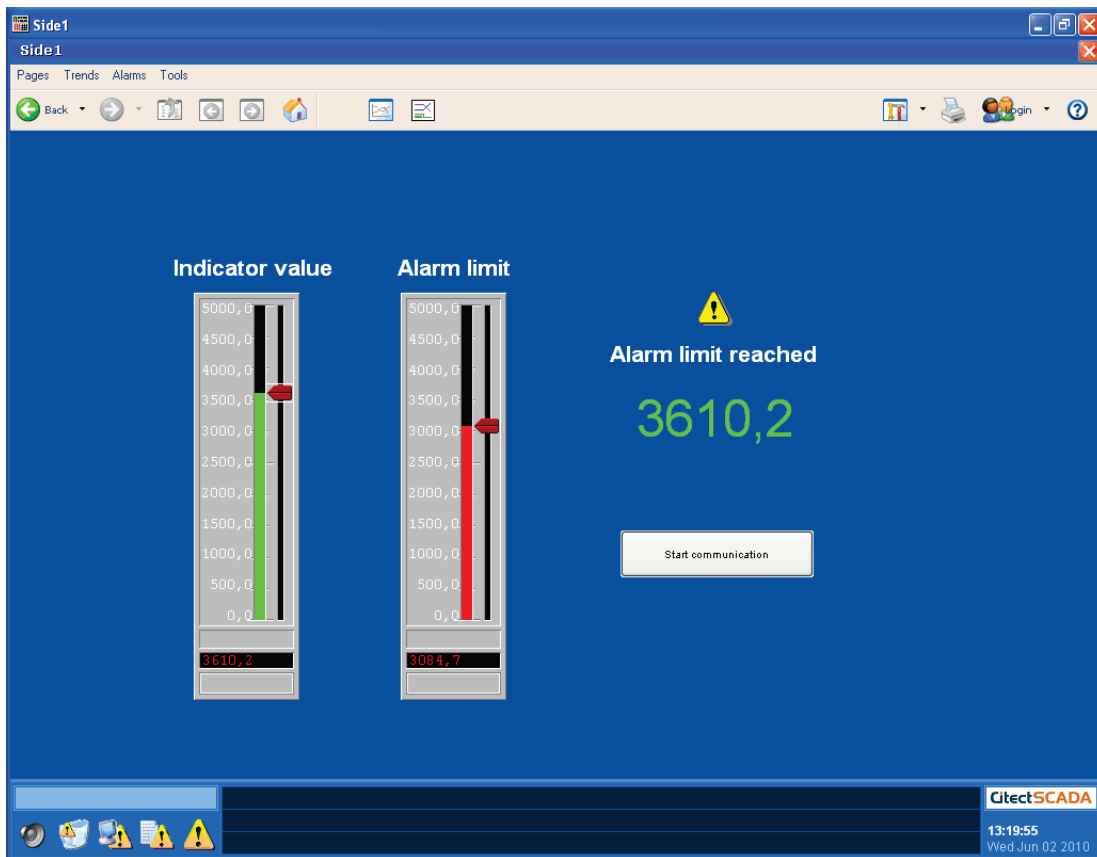 Side1
Side1
Pages Trends Alarms Tools
Back Login
Indicator value
5000,0
4500,0
4000,0
3500,0
3000,0
2500,0
2000,0
1500,0
1000,0
500,0
0,0
3610,2
Alarm limit
5000,0
4500,0
4000,0
3500,0
3000,0
2500,0
2000,0
1500,0
1000,0
500,0
0,0
3084,7
Alarm limit reached
3610,2
Start communication
CitectSCADA
13:19:55
Wed Jun 02 2010